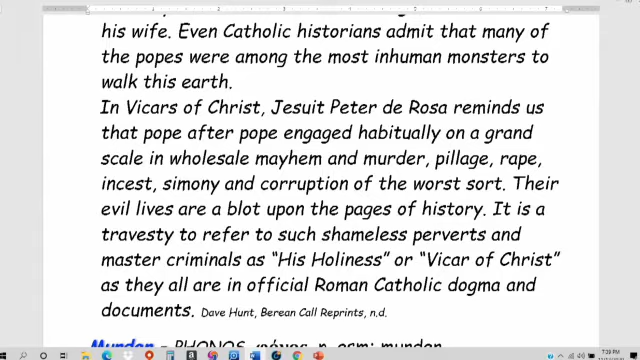 his wife. Even Catholic historians admit that many of
the popes were among the most inhuman monsters to
walk this earth.
In Vicars of Christ, Jesuit Peter de Rosa reminds us
that pope after pope engaged habitually on a grand
scale in wholesale mayhem and murder, pillage, rape,
incest, simony and corruption of the worst sort. Their
evil lives are a blot upon the pages of history. It is a
travesty to refer to such shameless perverts and
master criminals as “His Holiness” or “Vicar of Christ”
as they all are in official Roman Catholic dogma and
documents. Dave Hunt, Berean Call Reprints, n.d.
Murder - PHONOS
7:39 PM